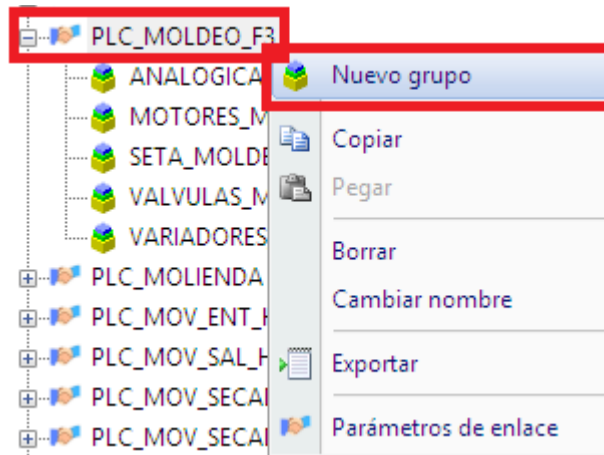 PLC_MOLDEO_F3
ANALOGICA
MOTORES_M
SETA_MOLDE
VALVULAS_M
VARIADORES
PLC_MOLIENDA
PLC_MOV_ENT_H
PLC_MOV_SAL_H
PLC_MOV_SECA
PLC_MOV_SECA
Nuevo grupo
Copiar
Pegar
Borrar
Cambiar nombre
Exportar
Parámetros de enlace